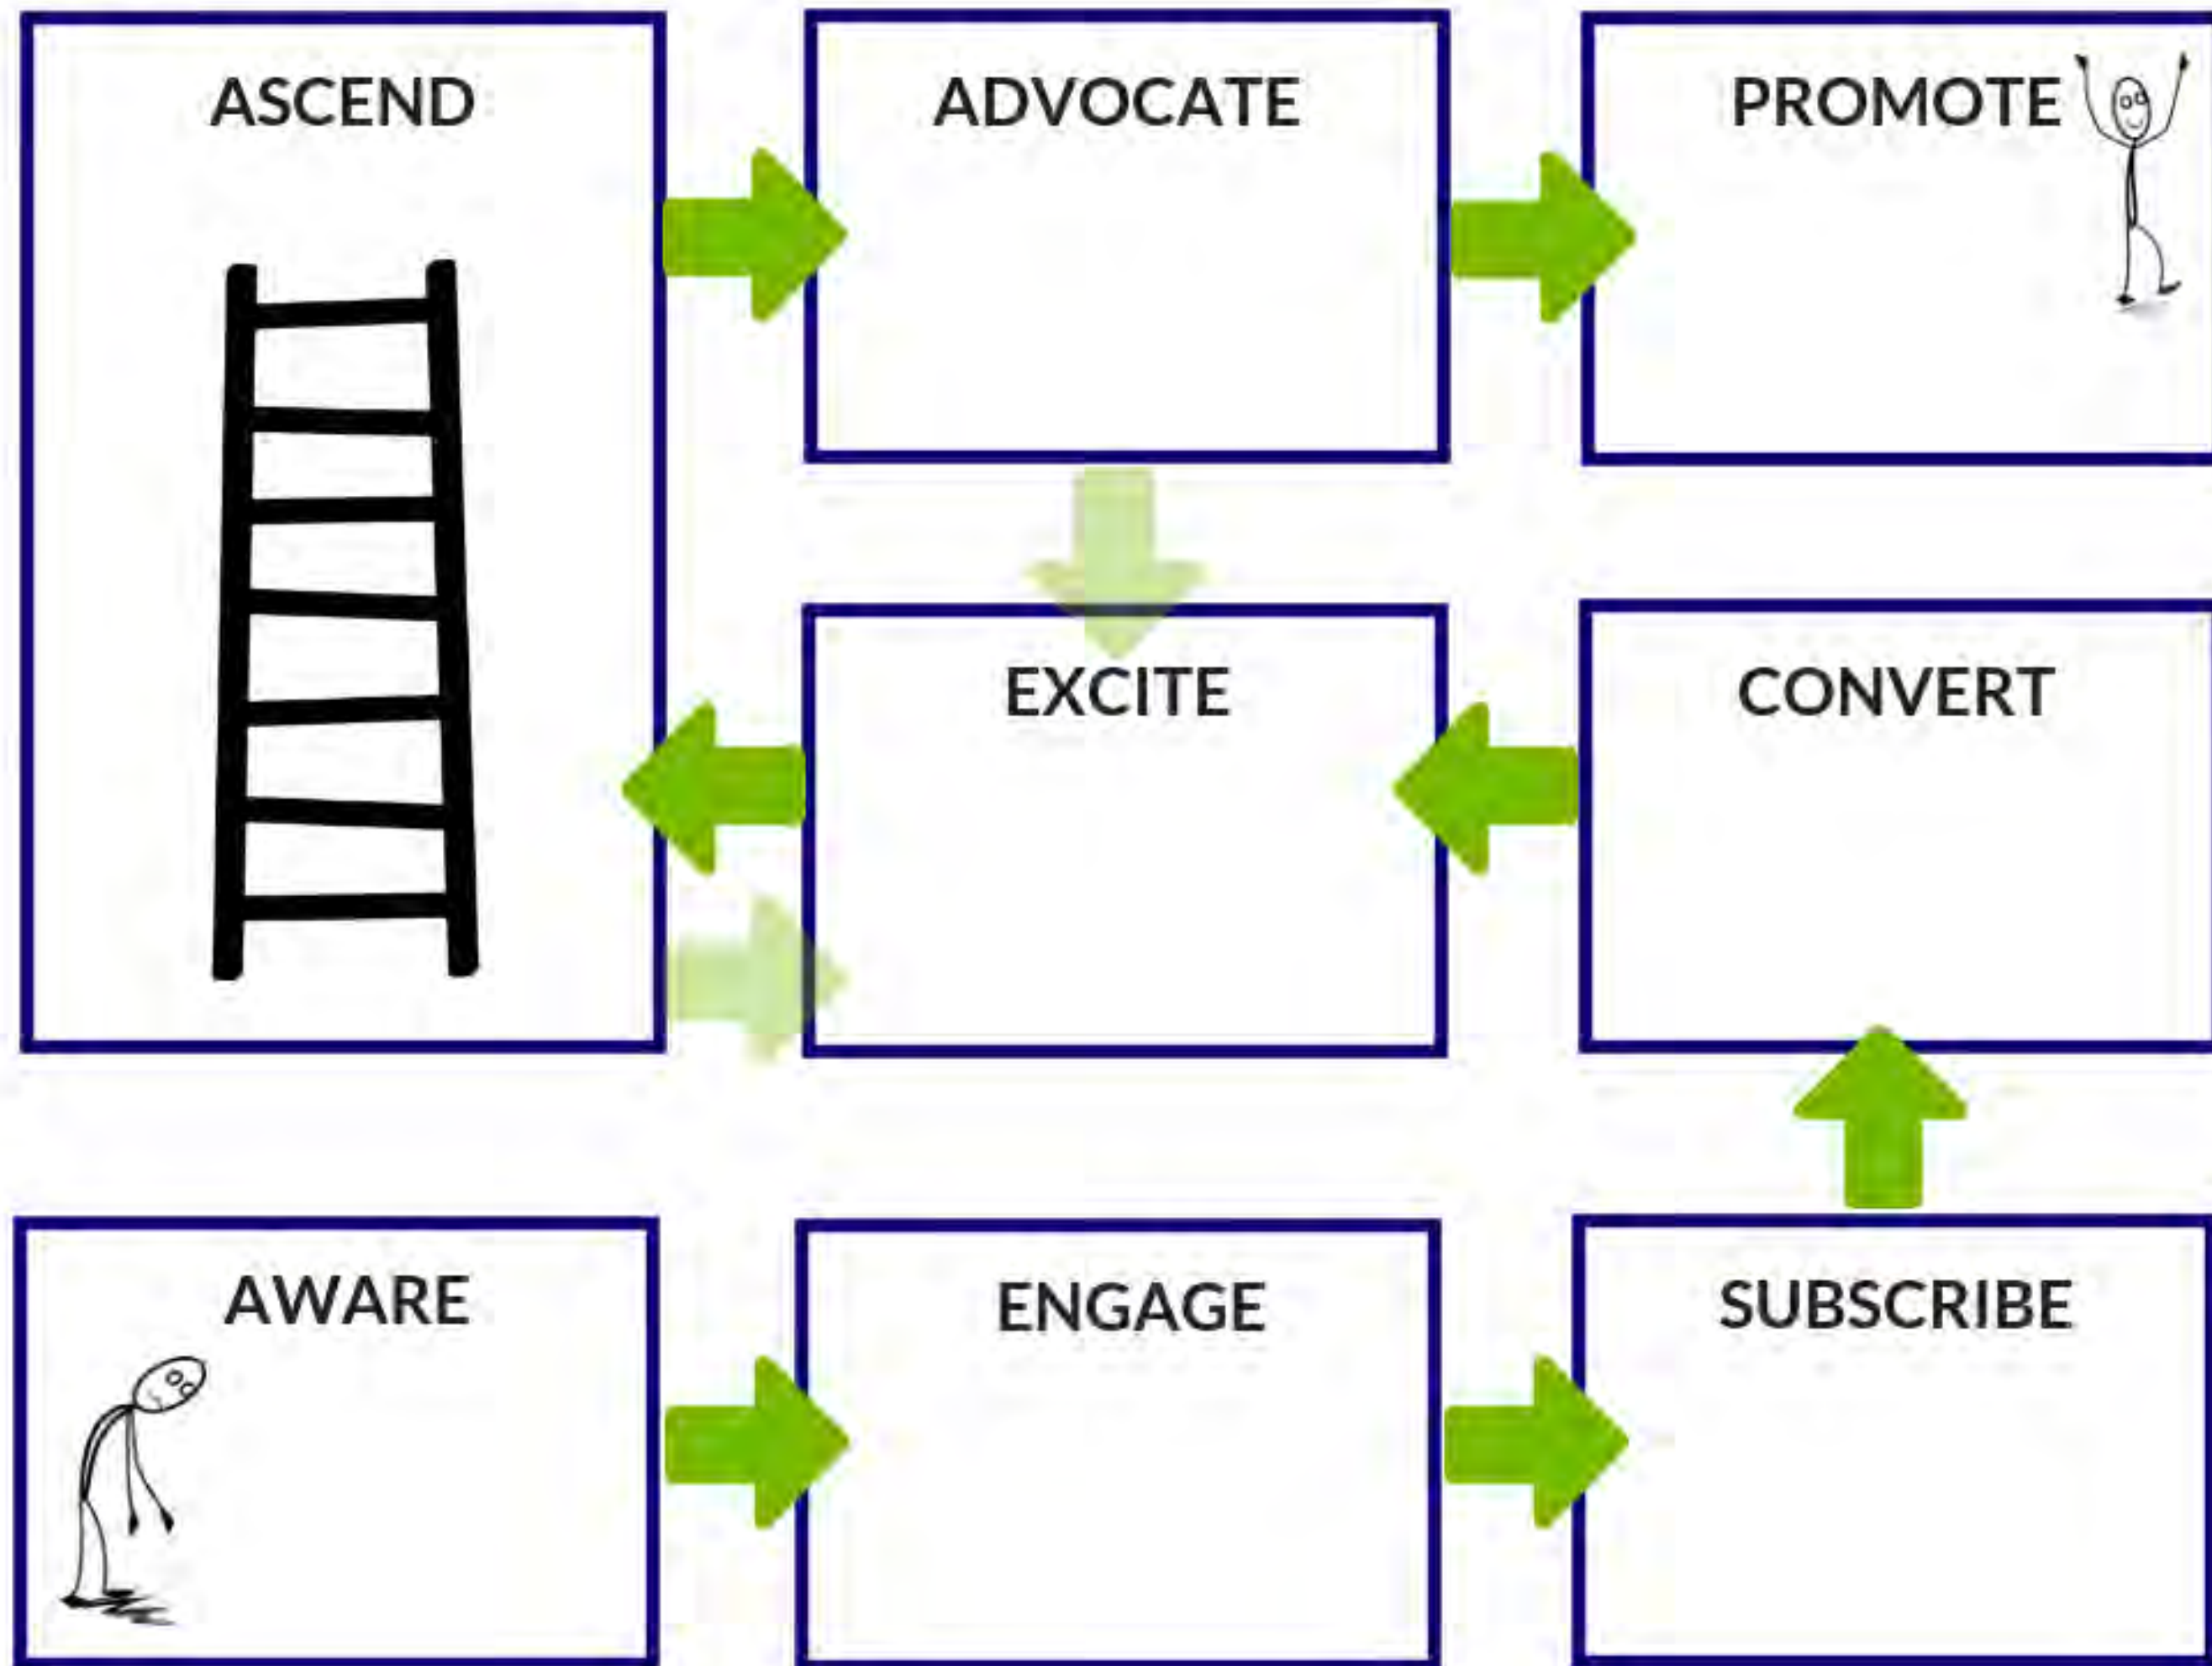 ASCEND
ADVOCATE
PROMOTE
EXCITE
CONVERT
AWARE
ENGAGE
SUBSCRIBE